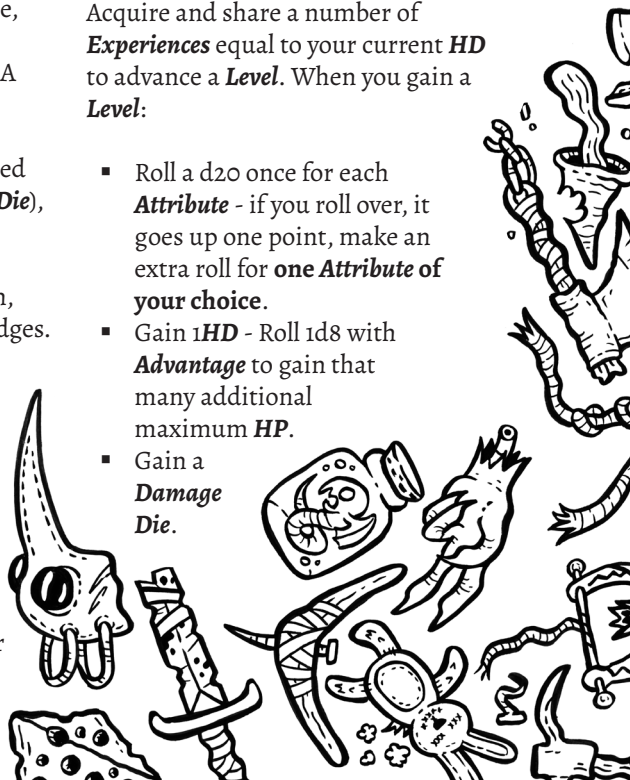 e,
A
ed
Die),
n,
dges.
r
Acquire and share a number of
Experiences equal to your current HD
to advance a Level. When you gain a
Level:
▪ Roll a d20 once for each
Attribute - if you roll over, it
goes up one point, make an
extra roll for one Attribute of
your choice.
▪ Gain 1HD - Roll 1d8 with
Advantage to gain that
many additional
maximum HP.
▪ Gain a
Damage
Die.